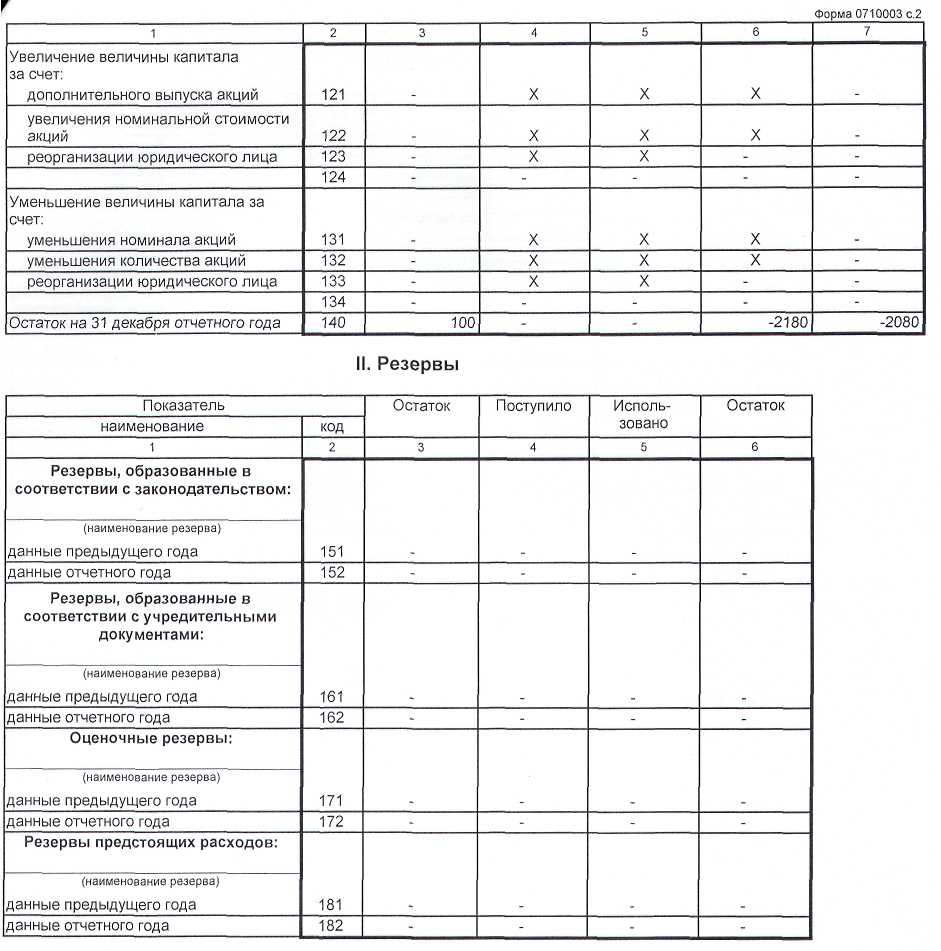 Форма 0710003 с.2
1 2 3 4 5 6 7
Увеличение величины капитала
за счет:
дополнительного выпуска акций 121 - X X X -
увеличения номинальной стоимости
акций 122 - X X X -
реорганизации юридического лица 123 - X X - -
124 - - - - -
Уменьшение величины капитала за
счет:
уменьшения номинала акций 131 - X X X -
уменьшения количества акций 132 - X X X -
реорганизации юридического лица 133 - X X - -
134 - - - - -
Остаток на 31 декабря отчетного года 140 100 - - -2180 -2080
II. Резервы
Показатель Остаток Поступило Исполь- Остаток
наименование код зовано
1 2 3 4 5 6
Резервы, образованные в
соответствии с законодательством:
(наименование резерва)
данные предыдущего года 151 - - - -
данные отчетного года 152 - - - -
Резервы, образованные в
соответствии с учредительными
документами:
(наименование резерва)
данные предыдущего года 161 - - - -
данные отчетного года 162 - - - -
Оценочные резервы:
(наименование резерва)
данные предыдущего года 171 - - - -
данные отчетного года 172 - - - -
Резервы предстоящих расходов:
(наименование резерва)
данные предыдущего года 181 - - - -
данные отчетного года 182 - - - -